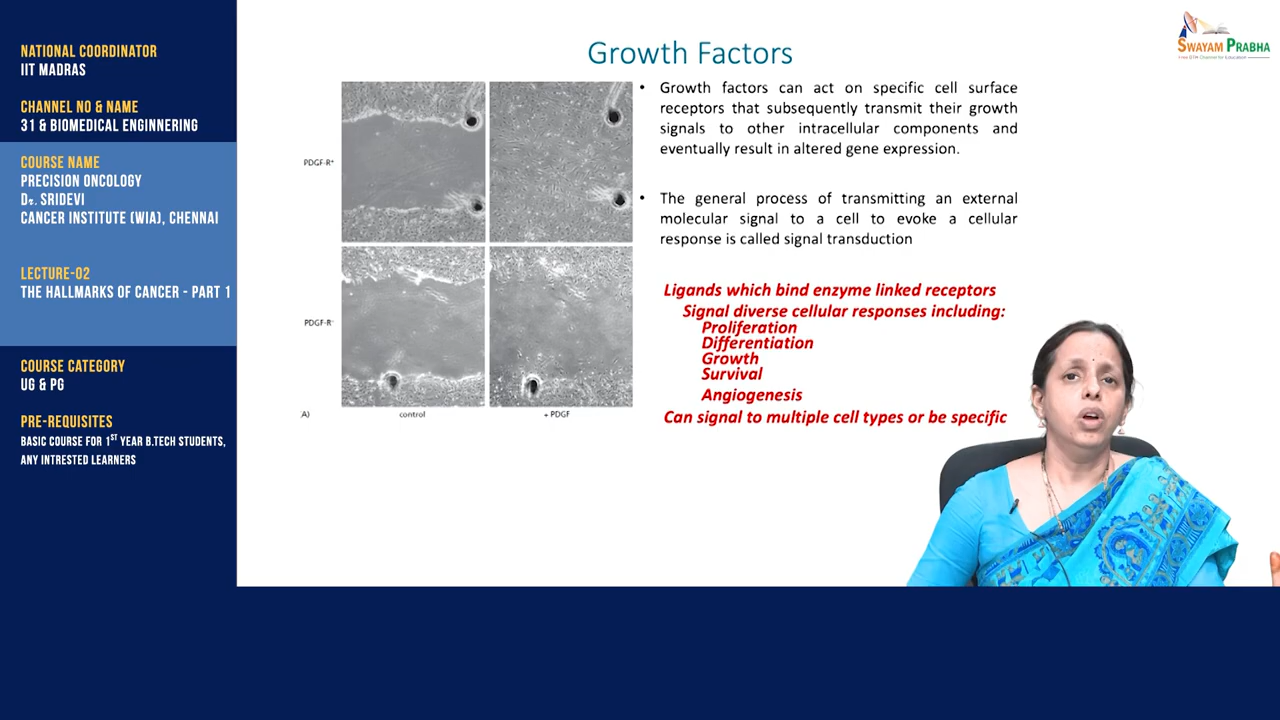 NATIONAL COORDINATOR
IIT MADRAS
CHANNEL NO & NAME
31 & BIOMEDICAL ENGINNERING
COURSE NAME
PRECISION ONCOLOGY
DR. SRIDEVI
CANCER INSTITUTE (WIA), CHENNAI
LECTURE-02
THE HALLMARKS OF CANCER - PART 1
COURSE CATEGORY
UG & PG
PRE-REQUISITES
BASIC COURSE FOR 1ST YEAR B.TECH STUDENTS,
ANY INTRESTED LEARNERS
Growth Factors
PDGF-R⁺
PDGF-R⁻
A)
control
+ PDGF
• Growth factors can act on specific cell surface
receptors that subsequently transmit their growth
signals to other intracellular components and
eventually result in altered gene expression.
• The general process of transmitting an external
molecular signal to a cell to evoke a cellular
response is called signal transduction
Ligands which bind enzyme linked receptors
Signal diverse cellular responses including:
Proliferation
Differentiation
Growth
Survival
Angiogenesis
Can signal to multiple cell types or be specific
SWAYAM PRABHA